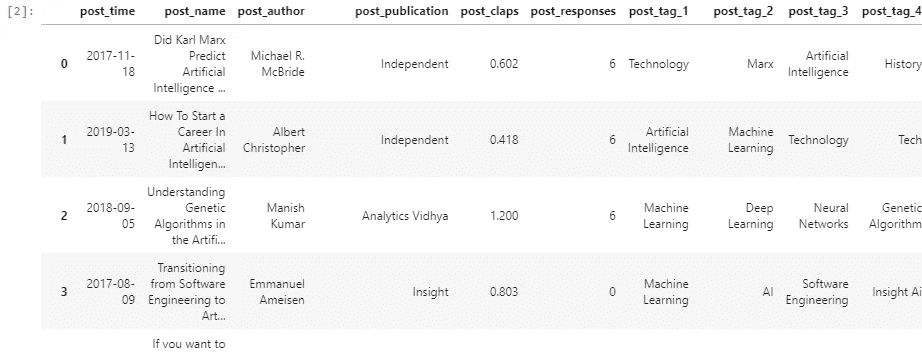 [2]: post_time post_name post_author post_publication post_claps post_responses post_tag_1 post_tag_2 post_tag_3 post_tag_4
0 2017-11-18 Did Karl Marx Predict Artificial Intelligence ... Michael R. McBride Independent 0.602 6 Technology Marx Artificial Intelligence History
1 2019-03-13 How To Start a Career In Artificial Intelligen... Albert Christopher Independent 0.418 6 Artificial Intelligence Machine Learning Technology Tech
2 2018-09-05 Understanding Genetic Algorithms in the Artifi... Manish Kumar Analytics Vidhya 1.200 6 Machine Learning Deep Learning Neural Networks Genetic Algorithm
3 2017-08-09 Transitioning from Software Engineering to Art... Emmanuel Ameisen Insight 0.803 0 Machine Learning AI Software Engineering Insight Ai
If you want to